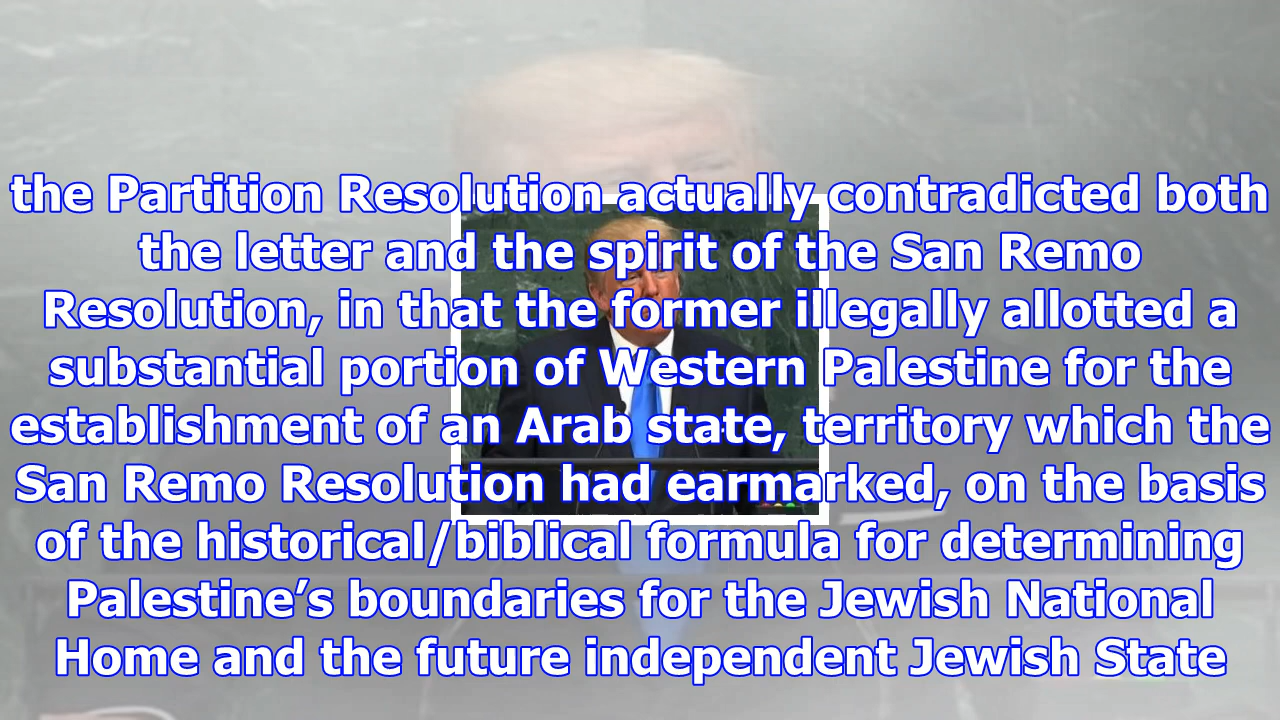 the Partition Resolution actually contradicted both
the letter and the spirit of the San Remo
Resolution, in that the former illegally allotted a
substantial portion of Western Palestine for the
establishment of an Arab state, territory which the
San Remo Resolution had earmarked, on the basis
of the historical/biblical formula for determining
Palestine’s boundaries for the Jewish National
Home and the future independent Jewish State